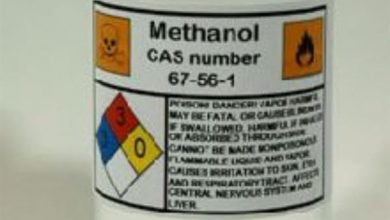 Methanol
CAS number
67-56-1
3
0
POISON! DANGER! VAPOR HARMFUL.
MAY BE FATAL OR CAUSE BLINDNESS
IF SWALLOWED. HARMFUL IF INHALED
OR ABSORBED THROUGH SKIN.
CANNOT BE MADE NONPOISONOUS.
FLAMMABLE LIQUID AND VAPOR.
CAUSES IRRITATION TO SKIN, EYES
AND RESPIRATORY TRACT. AFFECTS
CENTRAL NERVOUS SYSTEM AND
LIVER.